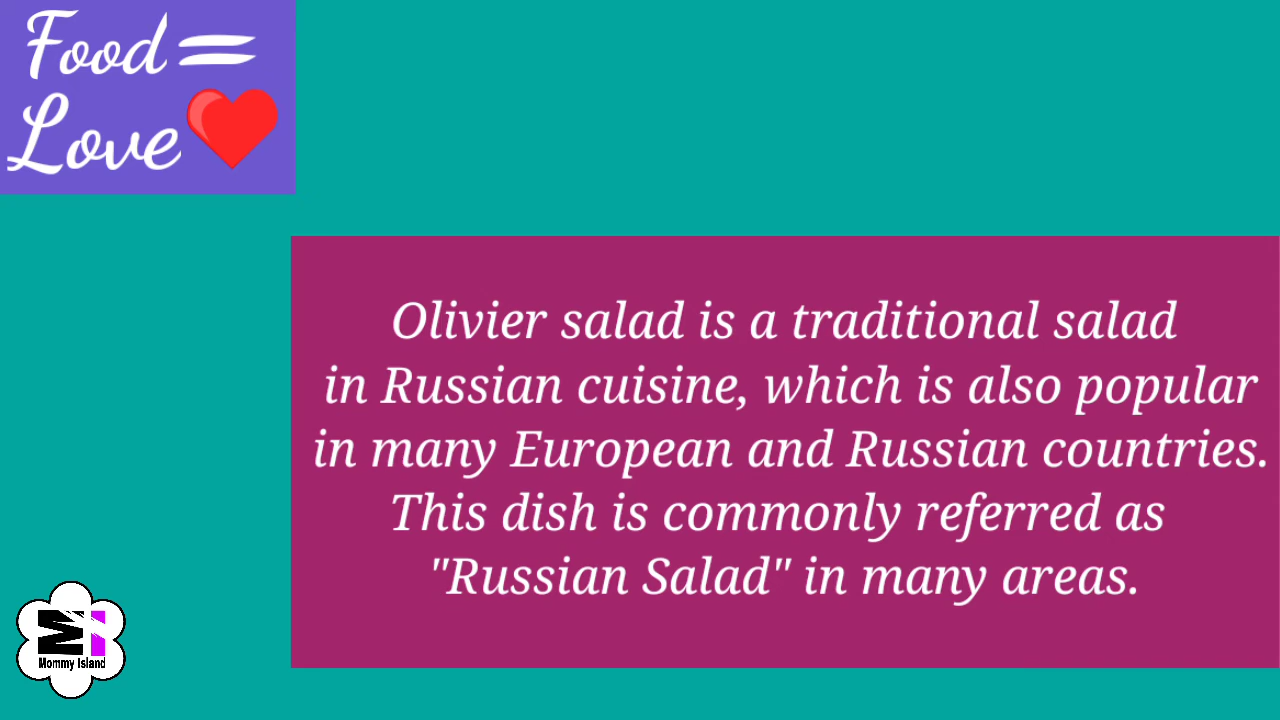 Food =
Love
Olivier salad is a traditional salad
in Russian cuisine, which is also popular
in many European and Russian countries.
This dish is commonly referred as
"Russian Salad" in many areas.
Mi
Mommy Island